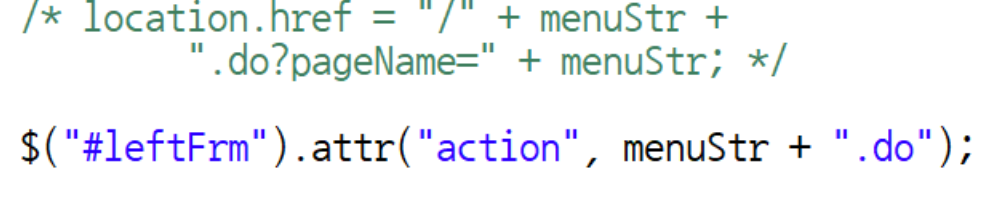 /* location.href = "/" + menuStr +
".do?pageName=" + menuStr; */
$("#leftFrm").attr("action", menuStr + ".do");